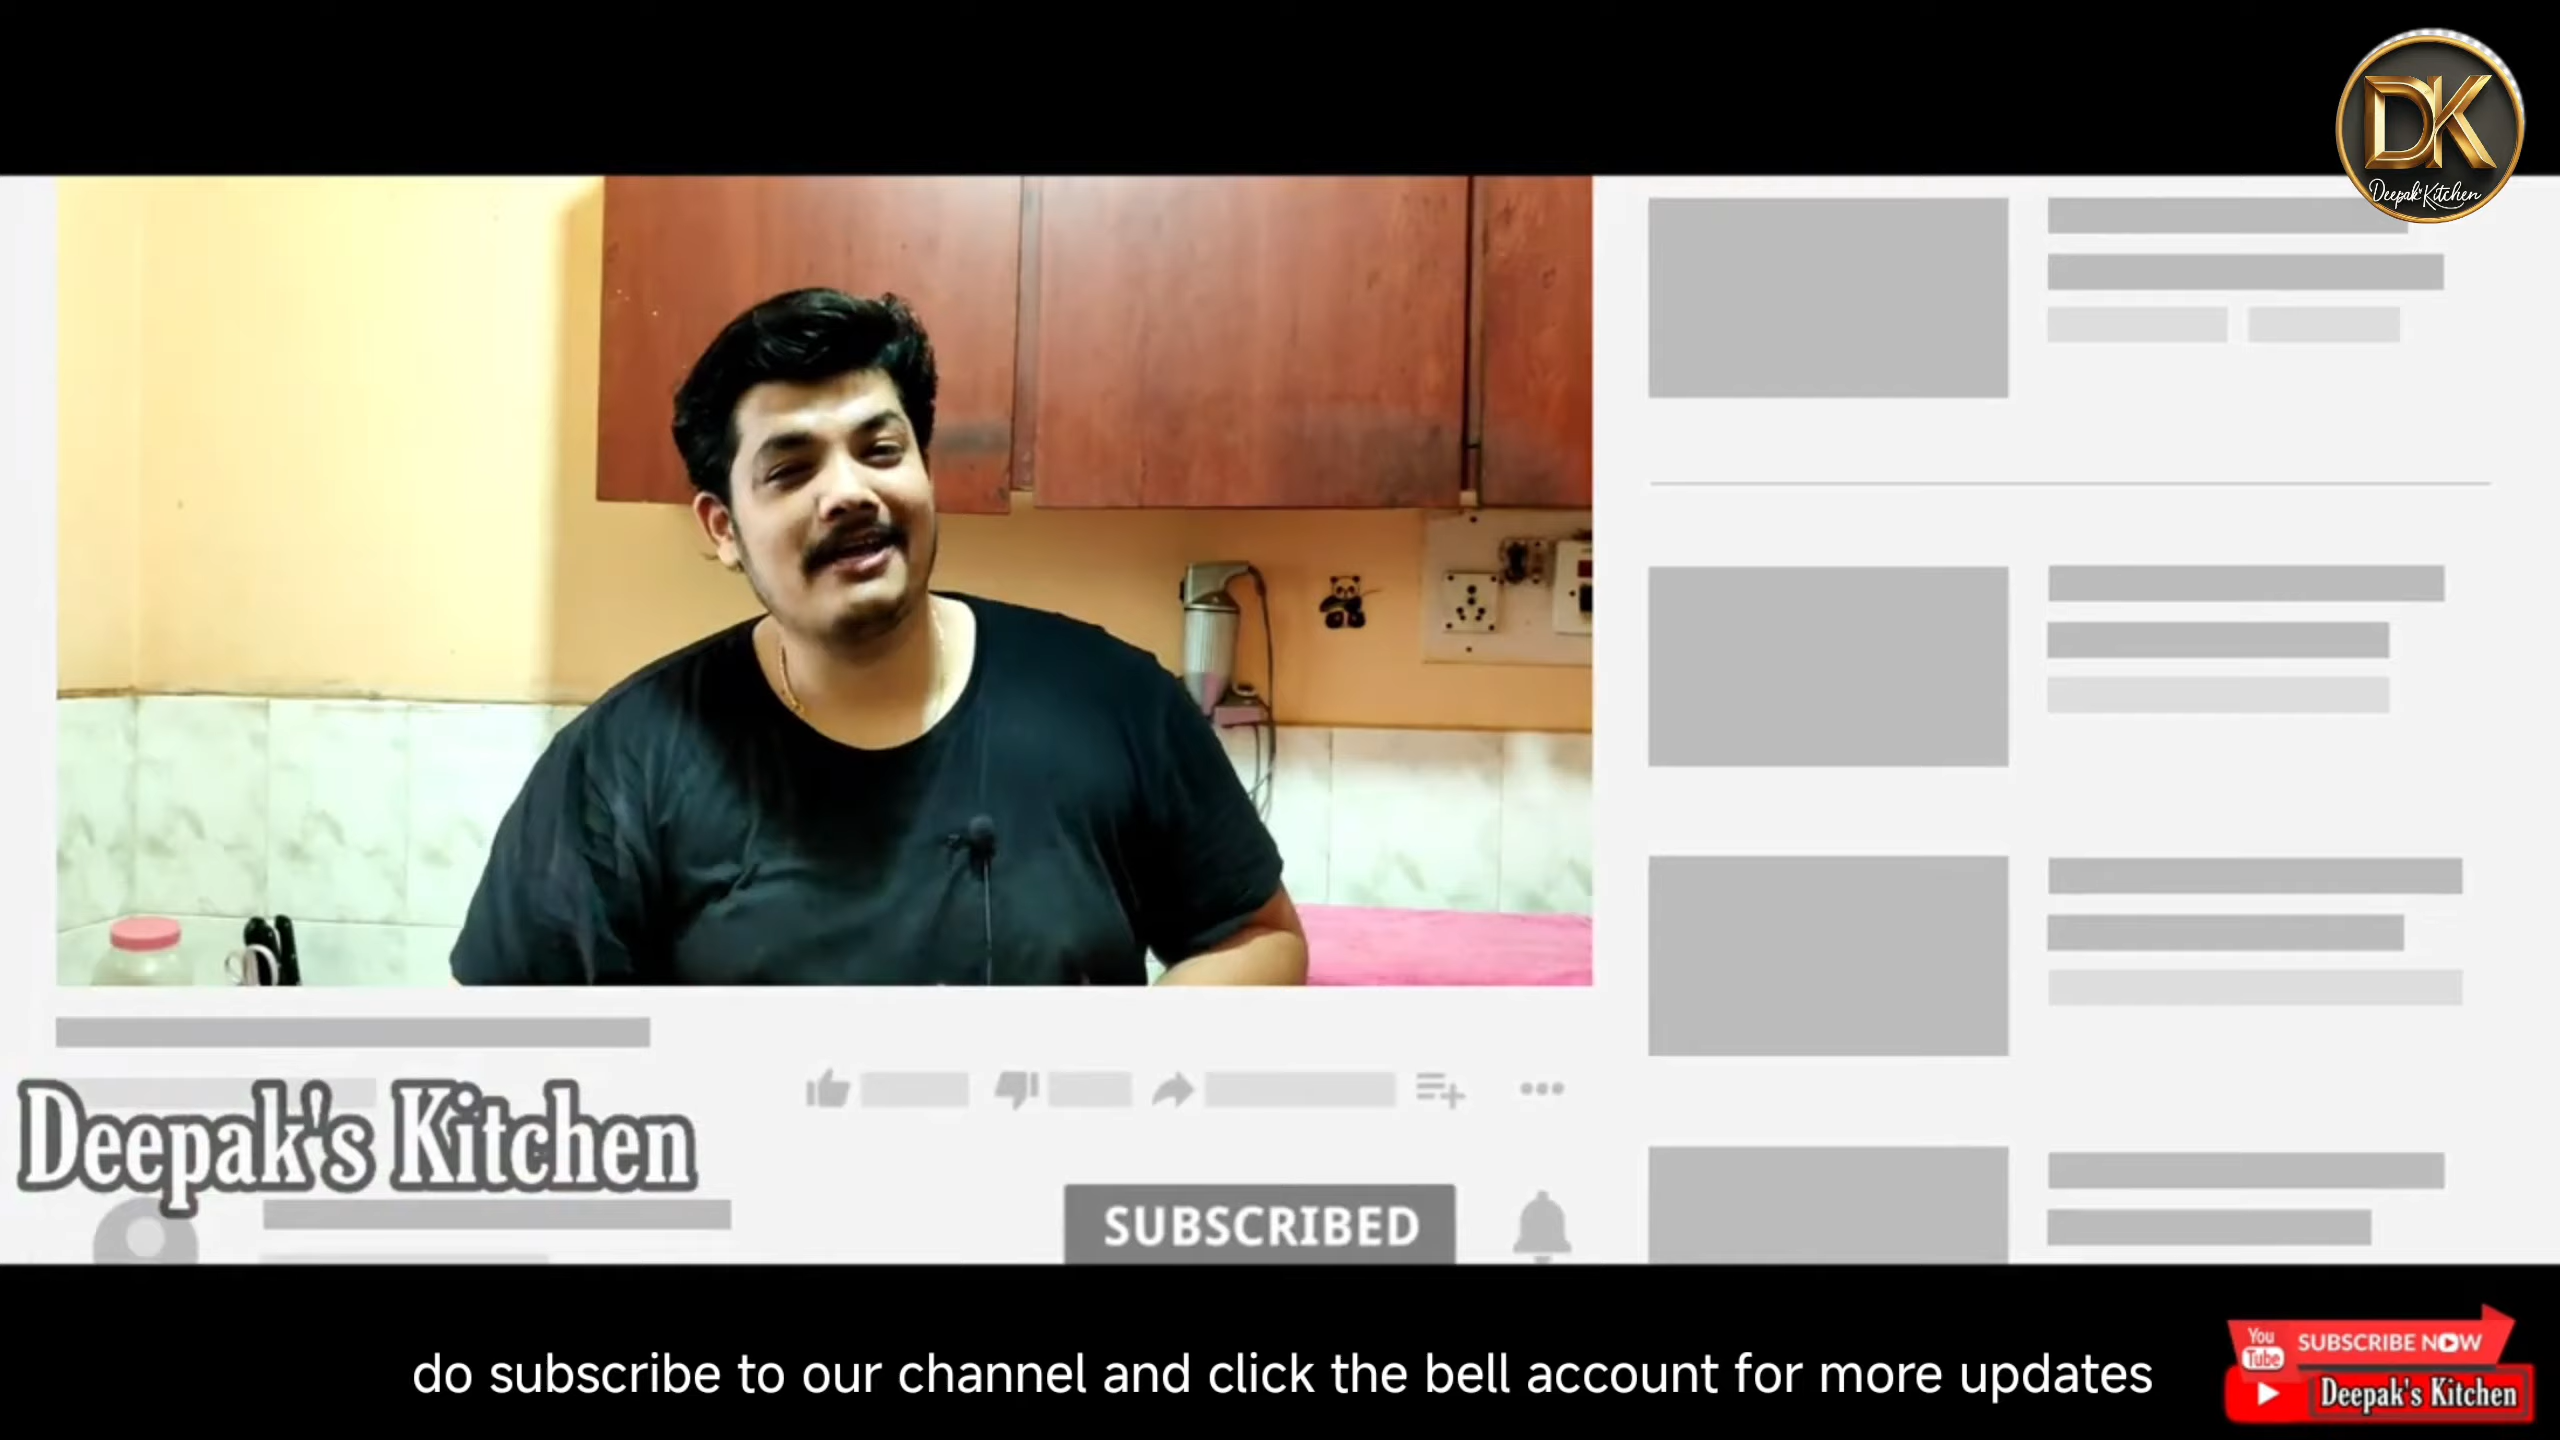 DK
Deepak's Kitchen
Deepak's Kitchen
SUBSCRIBED
do subscribe to our channel and click the bell account for more updates
You
Tube
SUBSCRIBE NOW
Deepak's Kitchen